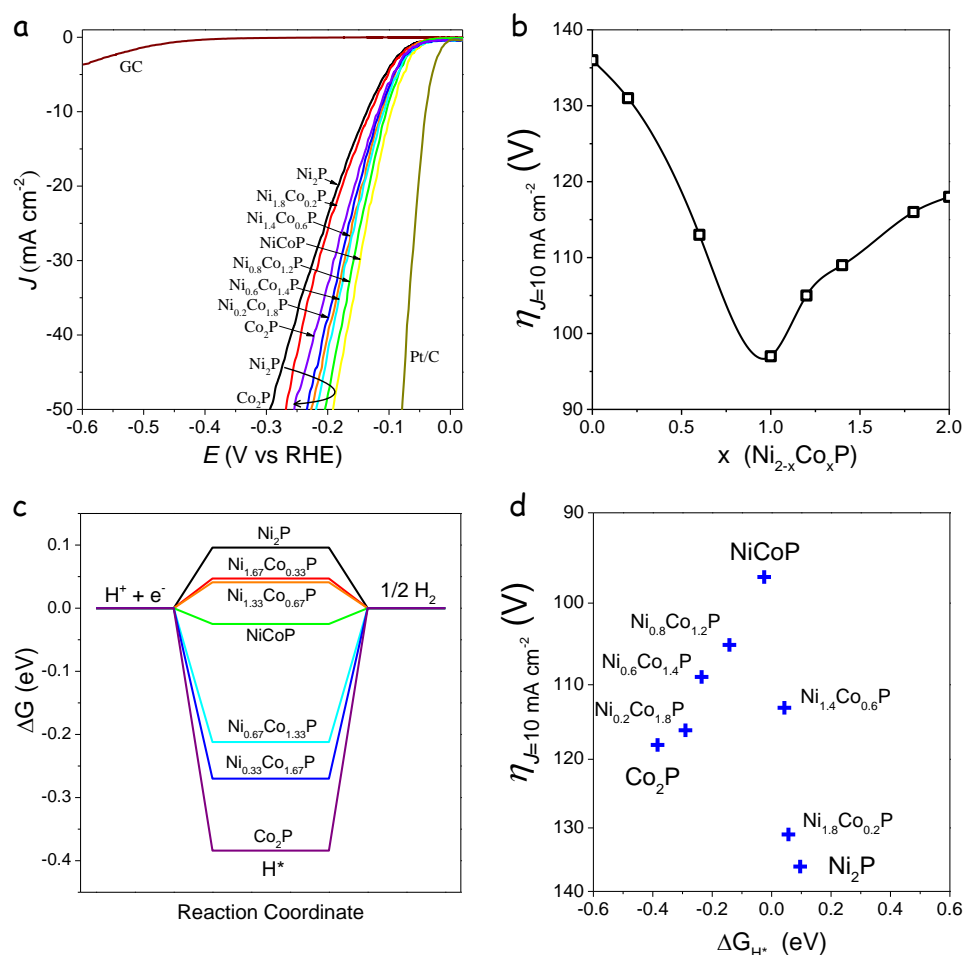 a
0
-10
-20
-30
-40
-50
J (mA cm-2)
GC
Ni2P
Ni1.8Co0.2P
Ni1.4Co0.6P
NiCoP
Ni0.8Co1.2P
Ni0.6Co1.4P
Ni0.2Co1.8P
Co2P
Ni2P
Co2P
Pt/C
-0.6 -0.5 -0.4 -0.3 -0.2 -0.1 0.0
E (V vs RHE)
b
140
130
120
110
100
90
ηJ=10 mA cm-2 (V)
0.0 0.5 1.0 1.5 2.0
x (Ni2-xCoxP)
c
0.1
0.0
-0.1
-0.2
-0.3
-0.4
ΔG (eV)
H+ + e-
1/2 H2
Ni2P
Ni1.67Co0.33P
Ni1.33Co0.67P
NiCoP
Ni0.67Co1.33P
Ni0.33Co1.67P
Co2P
H*
Reaction Coordinate
d
90
100
110
120
130
140
ηJ=10 mA cm-2 (V)
NiCoP
Ni0.8Co1.2P
Ni0.6Co1.4P
Ni1.4Co0.6P
Ni0.2Co1.8P
Co2P
Ni1.8Co0.2P
Ni2P
-0.6 -0.4 -0.2 0.0 0.2 0.4 0.6
ΔGH* (eV)